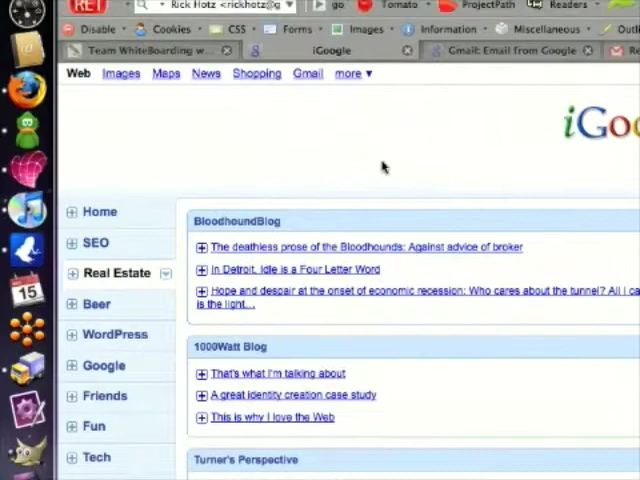 RET Rick Hotz <rickhotz@g go Tomato ProjectPath Readers
Disable Cookies CSS Forms Images Information Miscellaneous Outli
Team WhiteBoarding w... iGoogle Gmail: Email from Google Re
Web Images Maps News Shopping Gmail more
iGoo
Home
SEO
Real Estate
Beer
WordPress
Google
Friends
Fun
Tech
BloodhoundBlog
The deathless prose of the Bloodhounds: Against advice of broker
In Detroit, Idle is a Four Letter Word
Hope and despair at the onset of economic recession: Who cares about the tunnel? All I ca
is the light...
1000Watt Blog
That's what I'm talking about
A great identity creation case study
This is why I love the Web
Turner's Perspective
15